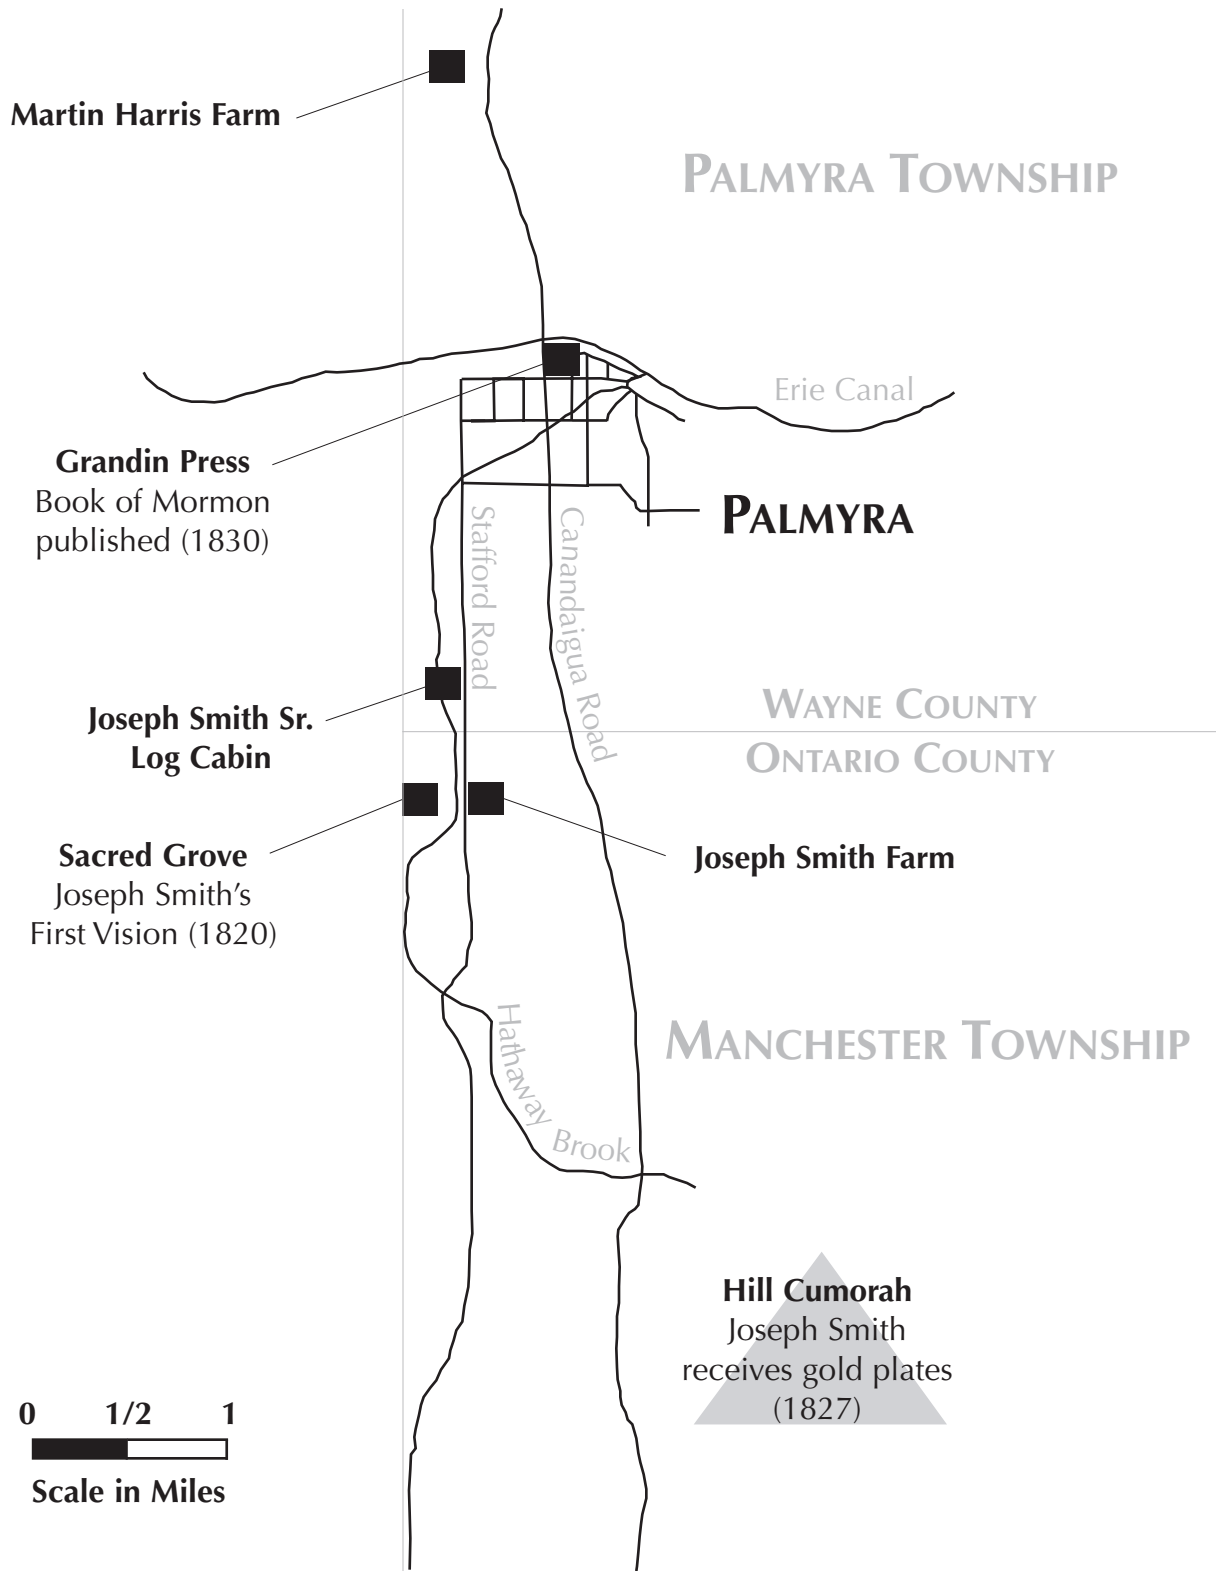 Martin Harris Farm
PALMYRA TOWNSHIP
Erie Canal
Grandin Press
Book of Mormon
published (1830)
PALMYRA
Stafford Road
Canandaigua Road
Joseph Smith Sr.
Log Cabin
WAYNE COUNTY
ONTARIO COUNTY
Sacred Grove
Joseph Smith’s
First Vision (1820)
Joseph Smith Farm
Hathaway Brook
MANCHESTER TOWNSHIP
Hill Cumorah
Joseph Smith
receives gold plates
(1827)
0 1/2 1
Scale in Miles